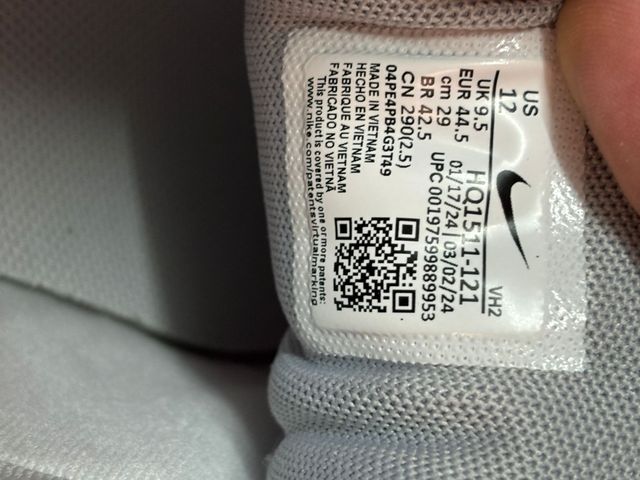 US
12
UK 9.5
EUR 44.5
cm 29
BR 42.5
CN 290(2.5)
VH2
HQ1511-121
01/17/24 | 03/02/24
UPC 00197599889953
04PE4PB4G3T49
MADE IN VIETNAM
HECHO EN VIETNAM
FABRIQUE AU VIETNAM
FABRICADO NO VIETNÃ
This product is covered by one or more patents:
www.nike.com/patentsvirtualmarking